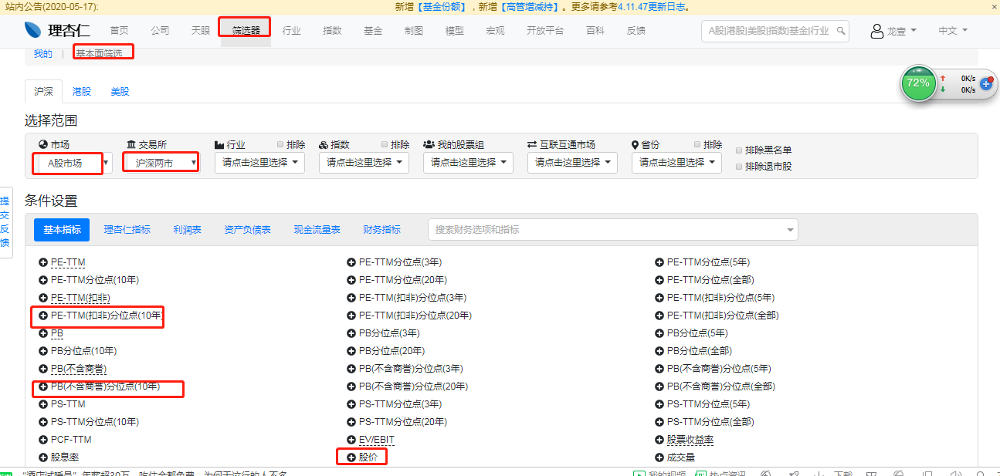 站内公告(2020-05-17): 新增【基金份额】，新增【高管增减持】。更多请参考4.11.47更新日志。 ×
理杏仁 首页 公司 天眼 筛选器 行业 指数 基金 制图 模型 宏观 开放平台 百科 反馈 A股|港股|美股|指数|基金|行业 龙壹 中文
我的 | 基本面筛选
72% 0K/s
0K/s
沪深 港股 美股
选择范围
市场 交易所 行业 排除 指数 排除 我的股票组 互联互通市场 省份 排除 排除黑名单
A股市场 沪深两市 请点击这里选择 请点击这里选择 请点击这里选择 请点击这里选择 请点击这里选择 排除退市股
提交反馈
条件设置
基本指标 理杏仁指标 利润表 资产负债表 现金流量表 财务指标 搜索财务选项和指标
PE-TTM PE-TTM分位点(3年) PE-TTM分位点(5年)
PE-TTM分位点(10年) PE-TTM分位点(20年) PE-TTM分位点(全部)
PE-TTM(扣非) PE-TTM(扣非)分位点(3年) PE-TTM(扣非)分位点(5年)
PE-TTM(扣非)分位点(10年) PE-TTM(扣非)分位点(20年) PE-TTM(扣非)分位点(全部)
PB PB分位点(3年) PB分位点(5年)
PB分位点(10年) PB分位点(20年) PB分位点(全部)
PB(不含商誉) PB(不含商誉)分位点(3年) PB(不含商誉)分位点(5年)
PB(不含商誉)分位点(10年) PB(不含商誉)分位点(20年) PB(不含商誉)分位点(全部)
PS-TTM PS-TTM分位点(3年) PS-TTM分位点(5年)
PS-TTM分位点(10年) PS-TTM分位点(20年) PS-TTM分位点(全部)
PCF-TTM EV/EBIT 股票收益率
股息率 股价 成交量
“酒店试睡员”年薪超30万，吃住全都免费，为何于这行的人不多 我的视频 热点资讯 下载